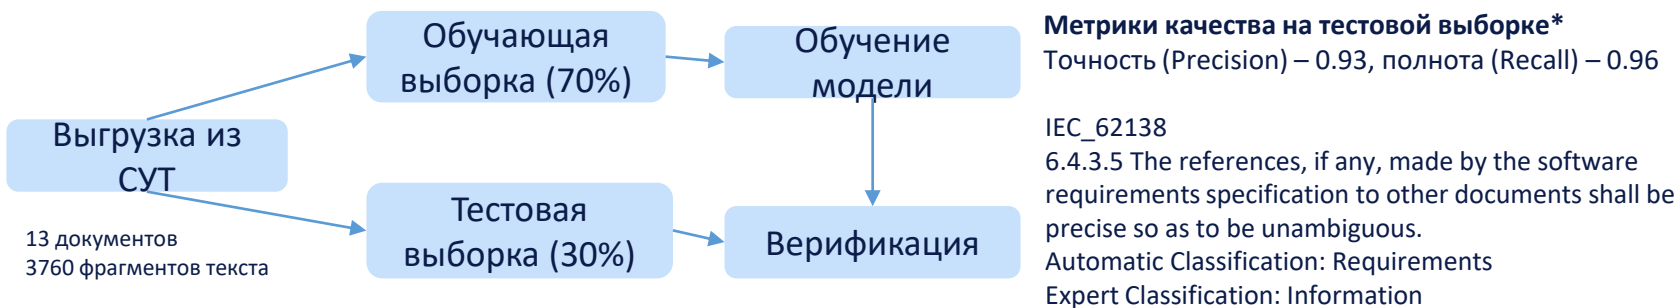 Выгрузка из
СУТ
13 документов
3760 фрагментов текста
Обучающая
выборка (70%)
Тестовая
выборка (30%)
Обучение
модели
Верификация
Метрики качества на тестовой выборке*
Точность (Precision) – 0.93, полнота (Recall) – 0.96
IEC_62138
6.4.3.5 The references, if any, made by the software
requirements specification to other documents shall be
precise so as to be unambiguous.
Automatic Classification: Requirements
Expert Classification: Information